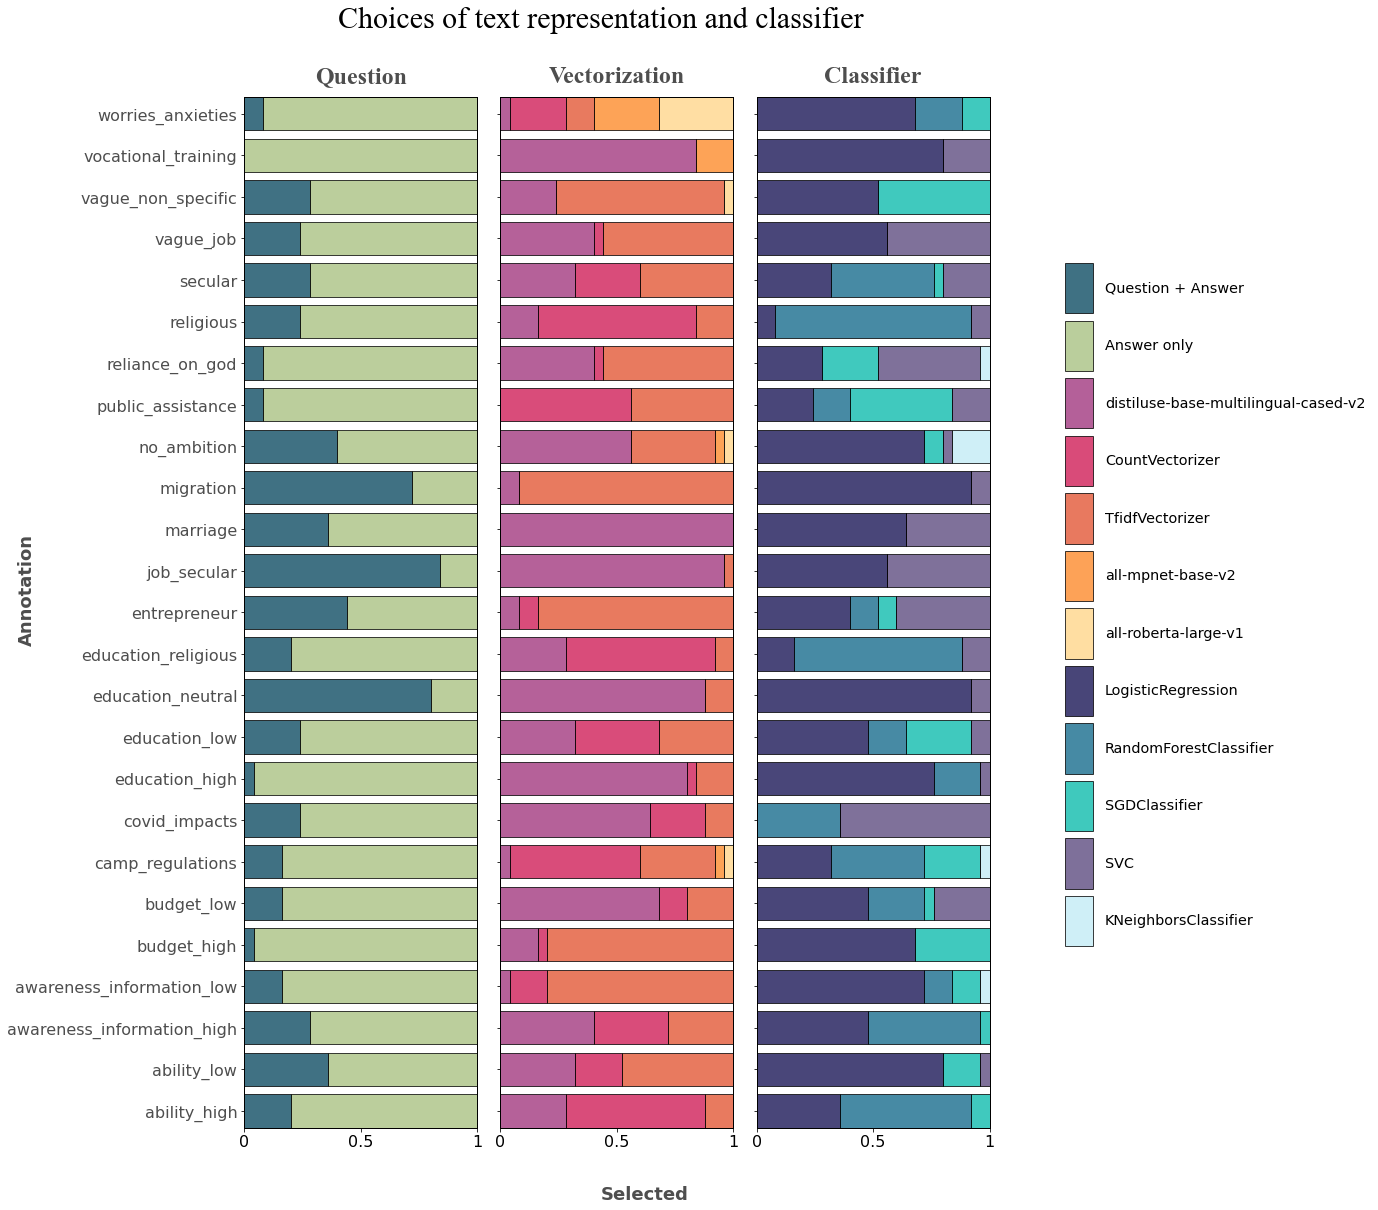 Choices of text representation and classifier
Question
Vectorization
Classifier
worries_anxieties
vocational_training
vague_non_specific
vague_job
secular
religious
reliance_on_god
public_assistance
no_ambition
migration
marriage
job_secular
entrepreneur
education_religious
education_neutral
education_low
education_high
covid_impacts
camp_regulations
budget_low
budget_high
awareness_information_low
awareness_information_high
ability_low
ability_high
Annotation
0 0.5 1
0 0.5 1
0 0.5 1
Selected
Question + Answer
Answer only
distiluse-base-multilingual-cased-v2
CountVectorizer
TfidfVectorizer
all-mpnet-base-v2
all-roberta-large-v1
LogisticRegression
RandomForestClassifier
SGDClassifier
SVC
KNeighborsClassifier